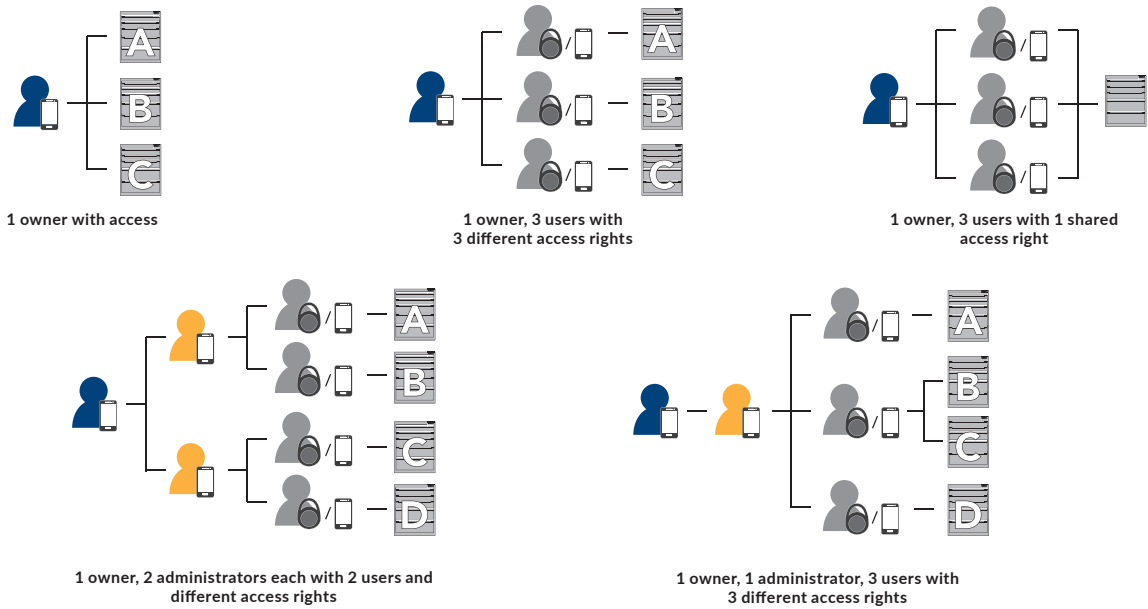 A
B
C
1 owner with access
/
A
/
B
/
C
1 owner, 3 users with
3 different access rights
/
/
/
1 owner, 3 users with 1 shared
access right
/
A
/
B
/
C
/
D
1 owner, 2 administrators each with 2 users and
different access rights
/
A
/
B
C
/
D
1 owner, 1 administrator, 3 users with
3 different access rights